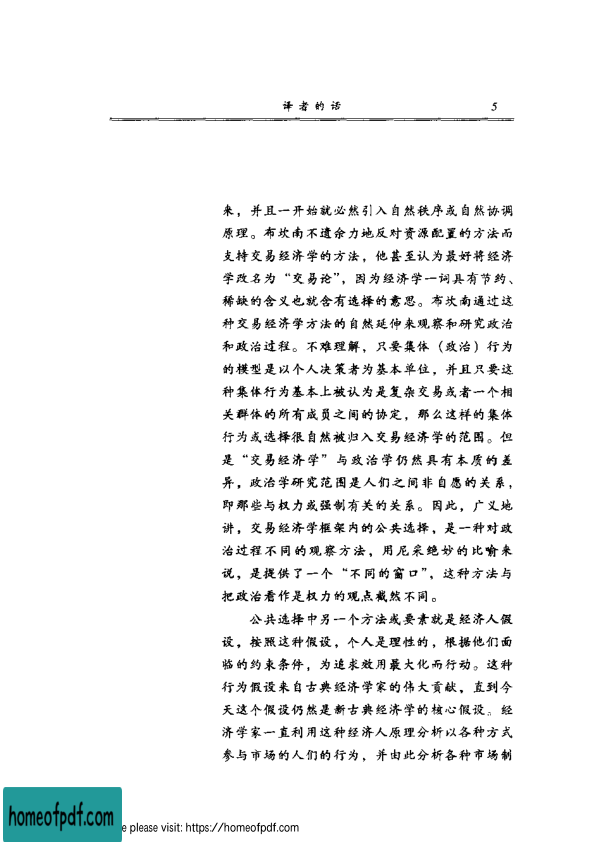 译者的话 5
来，并且一开始就必然引入自然秩序或自然协调
原理。布坎南不遗余力地反对资源配置的方法而
支持交易经济学的方法，他甚至认为最好将经济
学改名为“交易论”，因为经济学一词具有节约、
稀缺的含义也就含有选择的意思。布坎南通过这
种交易经济学方法的自然延伸来观察和研究政治
和政治过程。不难理解，只要集体（政治）行为
的模型是以个人决策者为基本单位，并且只要这
种集体行为基本上被认为是复杂交易或者一个相
关群体的所有成员之间的协定，那么这样的集体
行为或选择很自然被归入交易经济学的范围。但
是“交易经济学”与政治学仍然具有本质的差
异，政治学研究范围是人们之间非自愿的关系，
即那些与权力或强制有关的关系。因此，广义地
讲，交易经济学框架内的公共选择，是一种对政
治过程不同的观察方法，用尼采绝妙的比喻来
说，是提供了一个“不同的窗口”，这种方法与
把政治看作是权力的观点截然不同。
公共选择中另一个方法或要素就是经济人假
设，按照这种假设，个人是理性的，根据他们面
临的约束条件，为追求效用最大化而行动。这种
行为假设来自古典经济学家的伟大贡献，直到今
天这个假设仍然是新古典经济学的核心假设。经
济学家一直利用这种经济人原理分析以各种方式
参与市场的人们的行为，并由此分析各种市场制
homeofpdf.com
e please visit: https://homeofpdf.com